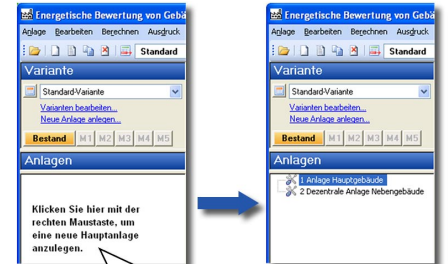 Energetische Bewertung von Gebä
Anlage Bearbeiten Berechnen Ausdruck
Standard
Variante
Standard-Variante
Varianten bearbeiten...
Neue Anlage anlegen...
Bestand M1 M2 M3 M4 M5
Anlagen
Klicken Sie hier mit der
rechten Maustaste, um
eine neue Hauptanlage
anzulegen.
Energetische Bewertung von Gebä
Anlage Bearbeiten Berechnen Ausdruck
Standard
Variante
Standard-Variante
Varianten bearbeiten...
Neue Anlage anlegen...
Bestand M1 M2 M3 M4 M5
Anlagen
1 Anlage Hauptgebäude
2 Dezentrale Anlage Nebengebäude